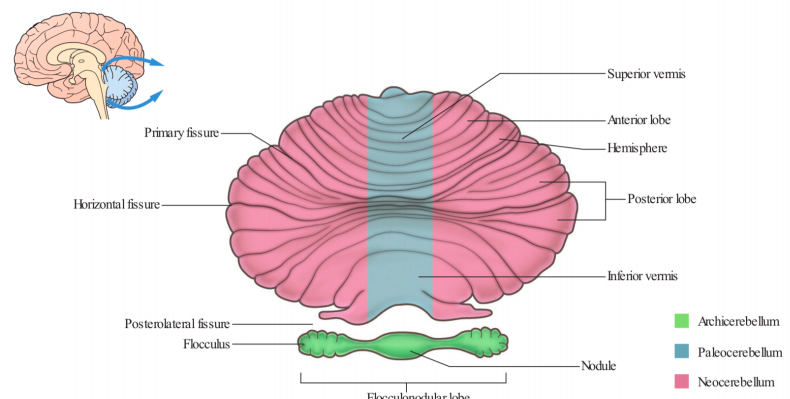 Superior vermis
Anterior lobe
Primary fissure
Hemisphere
Posterior lobe
Horizontal fissure
Inferior vermis
Posterolateral fissure
Archicerebellum
Flocculus
Paleocerebellum
Nodule
Neocerebellum
Flocculonodular lobe